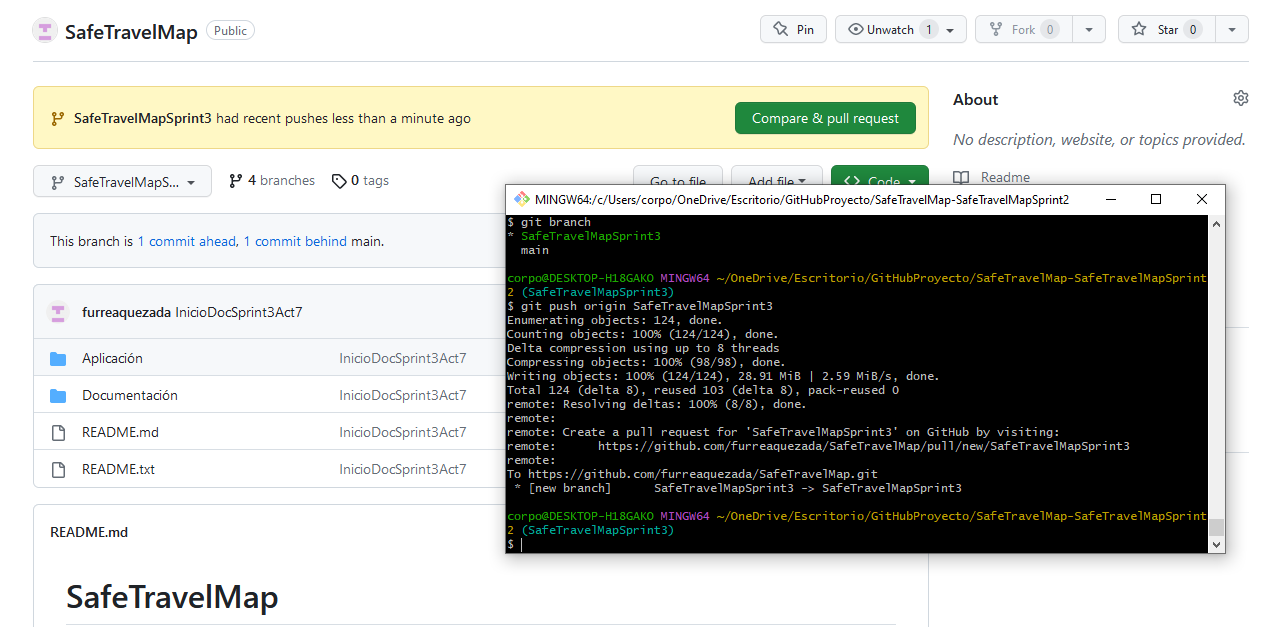 SafeTravelMap Public
Pin
Unwatch 1
Fork 0
Star 0
SafeTravelMapSprint3 had recent pushes less than a minute ago
Compare & pull request
About
No description, website, or topics provided.
Readme
SafeTravelMapS...
4 branches
0 tags
Go to file
Add file
Code
This branch is 1 commit ahead, 1 commit behind main.
furreaquezada InicioDocSprint3Act7
Aplicación InicioDocSprint3Act7
Documentación InicioDocSprint3Act7
README.md InicioDocSprint3Act7
README.txt InicioDocSprint3Act7
README.md
SafeTravelMap
MINGW64:/c/Users/corpo/OneDrive/Escritorio/GitHubProyecto/SafeTravelMap-SafeTravelMapSprint2
$ git branch
* SafeTravelMapSprint3
main
corpo@DESKTOP-H18GAKO MINGW64 ~/OneDrive/Escritorio/GitHubProyecto/SafeTravelMap-SafeTravelMapSprint
2 (SafeTravelMapSprint3)
$ git push origin SafeTravelMapSprint3
Enumerating objects: 124, done.
Counting objects: 100% (124/124), done.
Delta compression using up to 8 threads
Compressing objects: 100% (98/98), done.
Writing objects: 100% (124/124), 28.91 MiB | 2.59 MiB/s, done.
Total 124 (delta 8), reused 103 (delta 8), pack-reused 0
remote: Resolving deltas: 100% (8/8), done.
remote:
remote: Create a pull request for 'SafeTravelMapSprint3' on GitHub by visiting:
remote:      https://github.com/furreaquezada/SafeTravelMap/pull/new/SafeTravelMapSprint3
remote:
To https://github.com/furreaquezada/SafeTravelMap.git
* [new branch]      SafeTravelMapSprint3 -> SafeTravelMapSprint3
corpo@DESKTOP-H18GAKO MINGW64 ~/OneDrive/Escritorio/GitHubProyecto/SafeTravelMap-SafeTravelMapSprint
2 (SafeTravelMapSprint3)
$